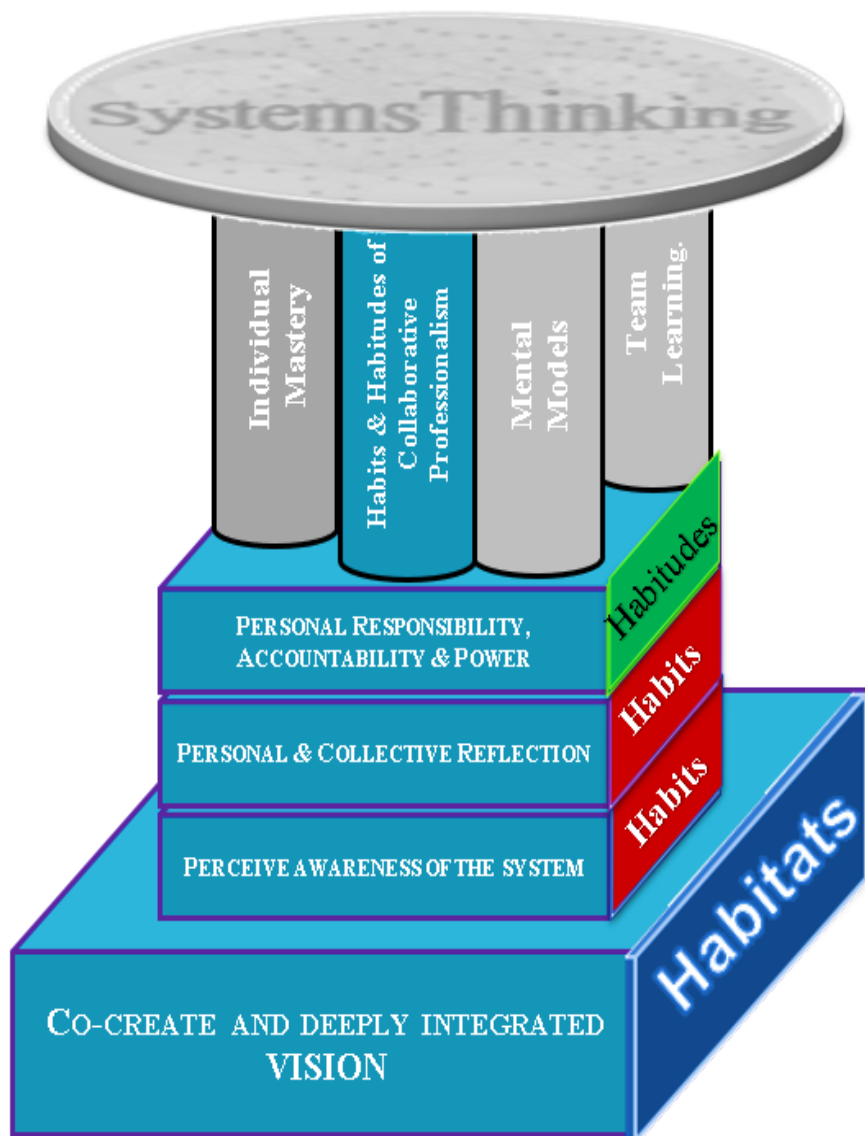 SystemsThinking
Individual
Mastery
Habits & Habitudes of
Collaborative
Professionalism
Mental
Models
Team
Learning.
PERSONAL RESPONSIBILITY,
ACCOUNTABILITY & POWER
Habitudes
PERSONAL & COLLECTIVE REFLECTION
Habits
PERCEIVE AWARENESS OF THE SYSTEM
Habits
CO-CREATE AND DEEPLY INTEGRATED
VISION
Habitats